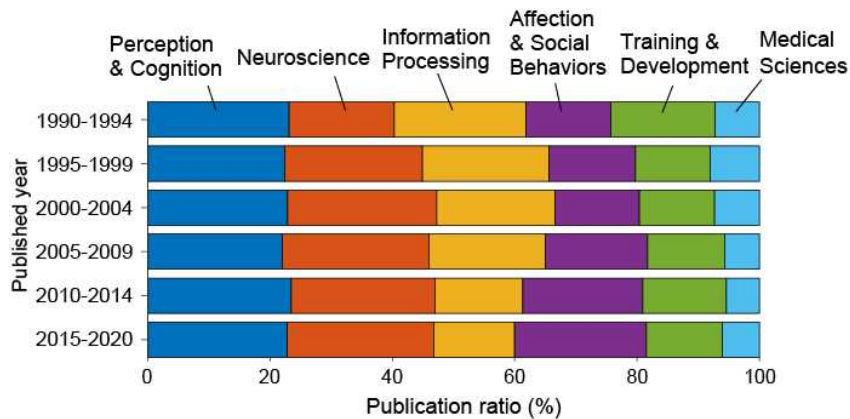 Perception
& Cognition
Neuroscience
Information
Processing
Affection
& Social
Behaviors
Training &
Development
Medical
Sciences
Published year
1990-1994
1995-1999
2000-2004
2005-2009
2010-2014
2015-2020
0 20 40 60 80 100
Publication ratio (%)